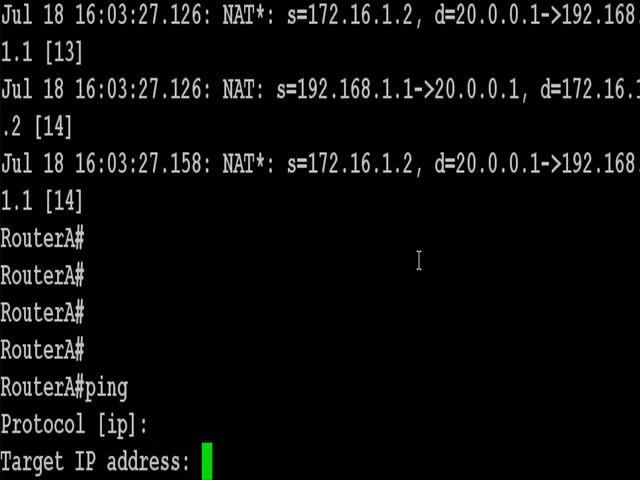 Jul 18 16:03:27.126: NAT*: s=172.16.1.2, d=20.0.0.1->192.168.
1.1 [13]
Jul 18 16:03:27.126: NAT: s=192.168.1.1->20.0.0.1, d=172.16.1
.2 [14]
Jul 18 16:03:27.158: NAT*: s=172.16.1.2, d=20.0.0.1->192.168.
1.1 [14]
RouterA#
RouterA#
RouterA#
RouterA#
RouterA#ping
Protocol [ip]:
Target IP address: